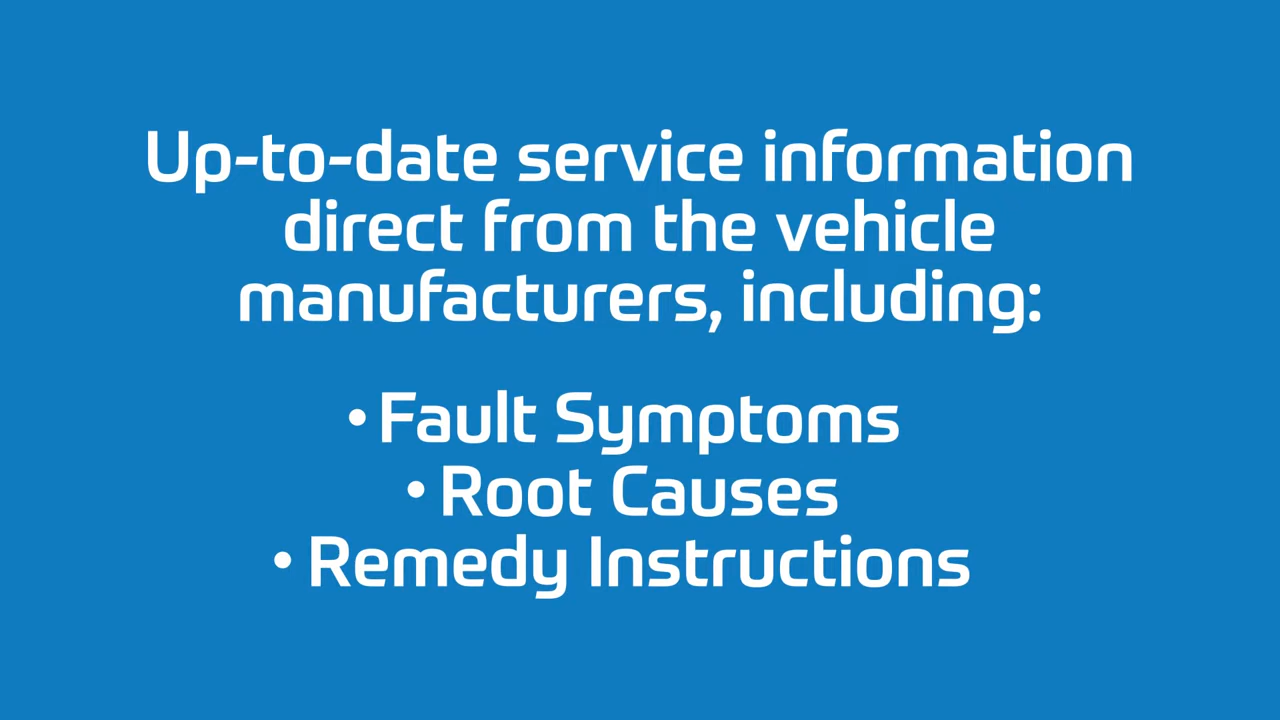 Up-to-date service information
direct from the vehicle
manufacturers, including:
• Fault Symptoms
• Root Causes
• Remedy Instructions